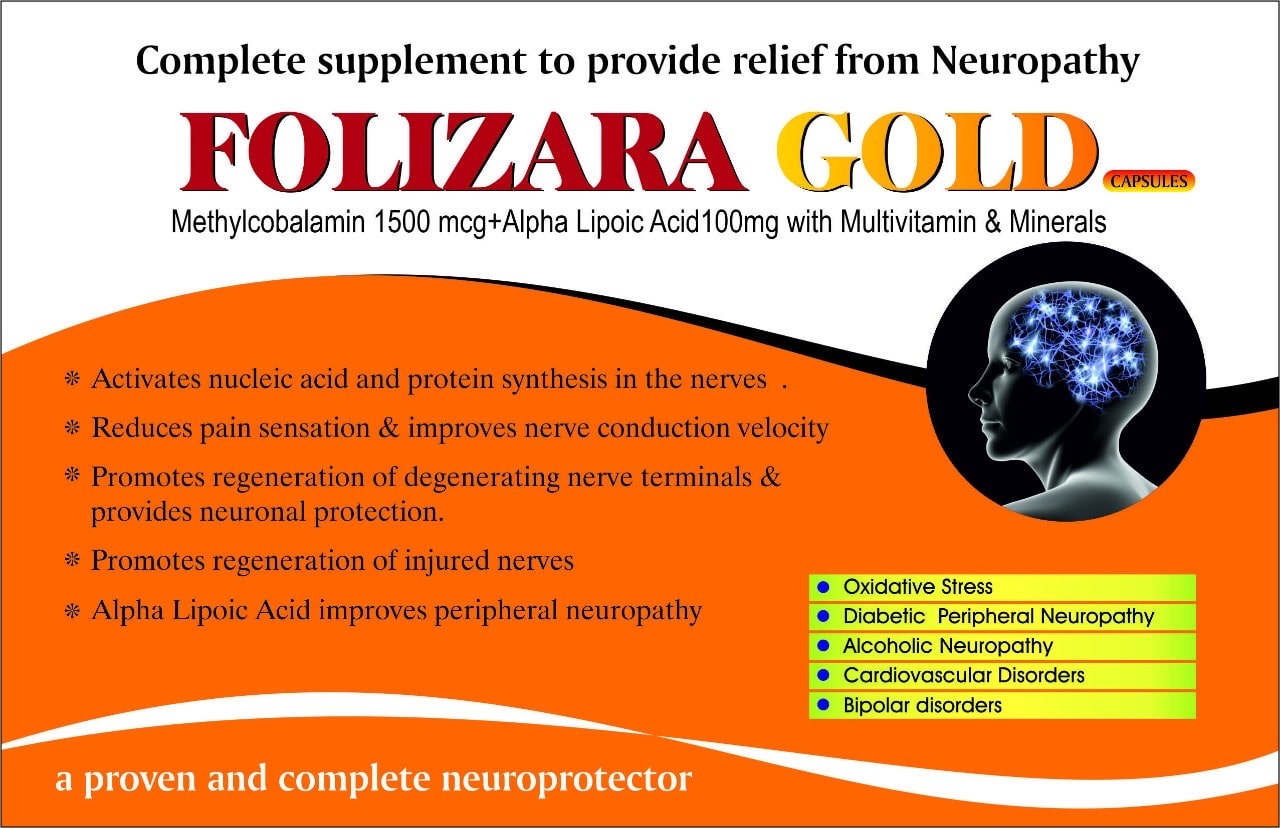 Complete supplement to provide relief from Neuropathy
FOLIZARA GOLD CAPSULES
Methylcobalamin 1500 mcg+Alpha Lipoic Acid100mg with Multivitamin & Minerals
* Activates nucleic acid and protein synthesis in the nerves .
* Reduces pain sensation & improves nerve conduction velocity
* Promotes regeneration of degenerating nerve terminals &
provides neuronal protection.
* Promotes regeneration of injured nerves
* Alpha Lipoic Acid improves peripheral neuropathy
• Oxidative Stress
• Diabetic Peripheral Neuropathy
• Alcoholic Neuropathy
• Cardiovascular Disorders
• Bipolar disorders
a proven and complete neuroprotector